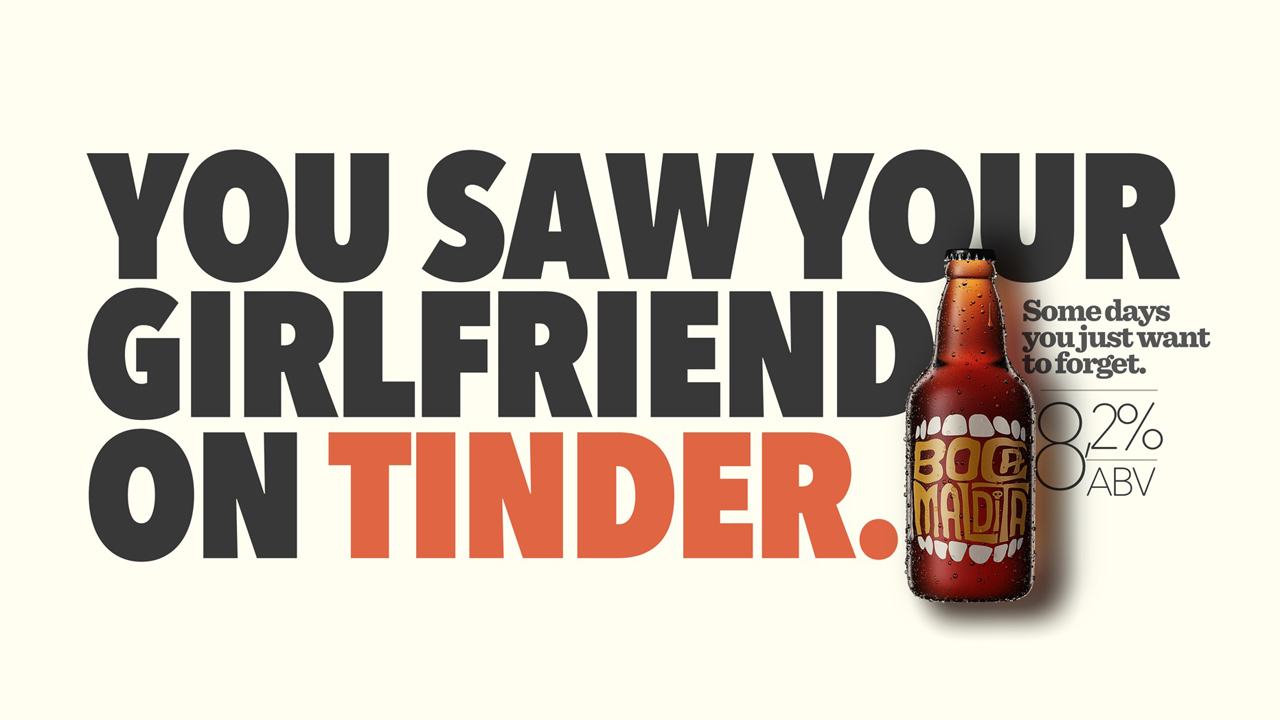 YOU SAW YOUR
GIRLFRIEND
ON TINDER.
Some days
you just want
to forget.
8,2%
ABV
BOCA
MALDITA